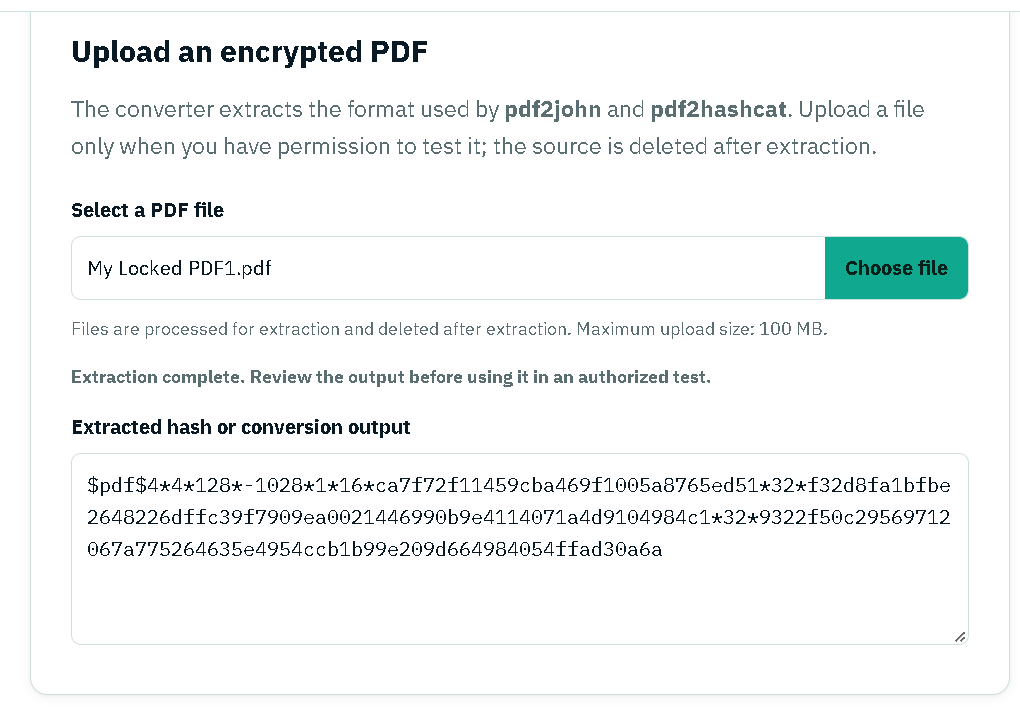 Upload an encrypted PDF
The converter extracts the format used by pdf2john and pdf2hashcat. Upload a file
only when you have permission to test it; the source is deleted after extraction.
Select a PDF file
My Locked PDF1.pdf
Choose file
Files are processed for extraction and deleted after extraction. Maximum upload size: 100 MB.
Extraction complete. Review the output before using it in an authorized test.
Extracted hash or conversion output
$pdf$4*4*128*-1028*1*16*ca7f72f11459cba469f1005a8765ed51*32*f32d8fa1bfbe
2648226dffc39f7909ea0021446990b9e4114071a4d9104984c1*32*9322f50c29569712
067a775264635e4954ccb1b99e209d664984054ffad30a6a